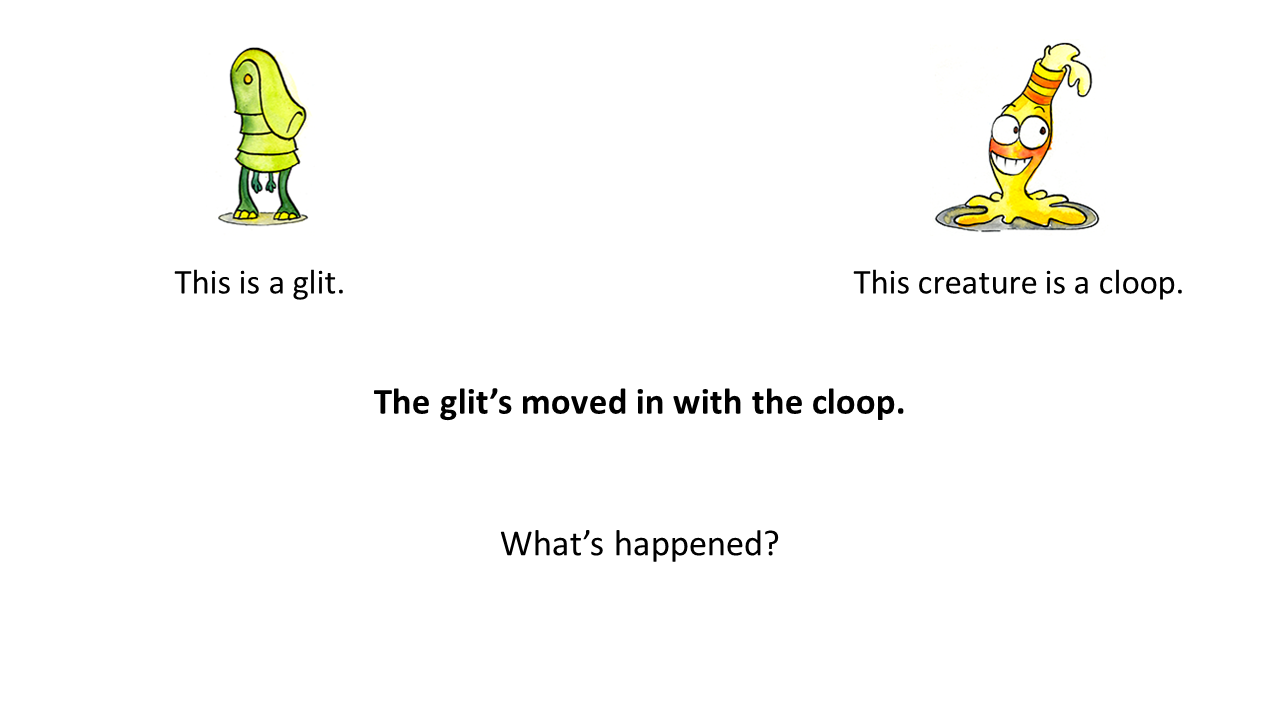 This is a glit.
This creature is a cloop.
The glit’s moved in with the cloop.
What’s happened?